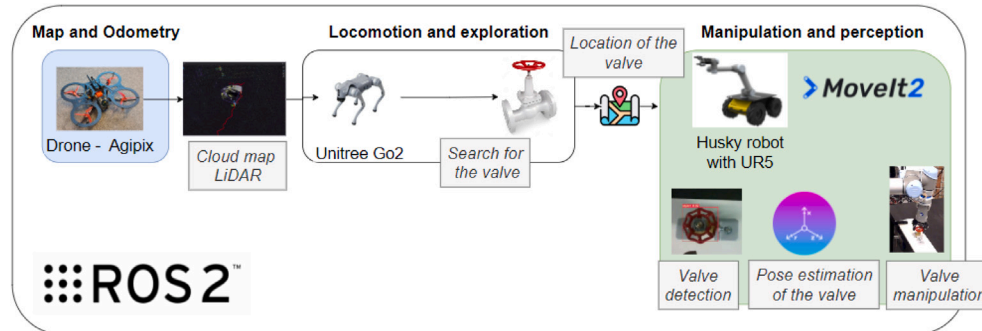 Map and Odometry
Drone - Agipix
Cloud map
LiDAR
Locomotion and exploration
Unitree Go2
Search for
the valve
Location of the
valve
Manipulation and perception
MoveIt2
Husky robot
with UR5
Valve
detection
Pose estimation
of the valve
Valve
manipulation
ROS 2™